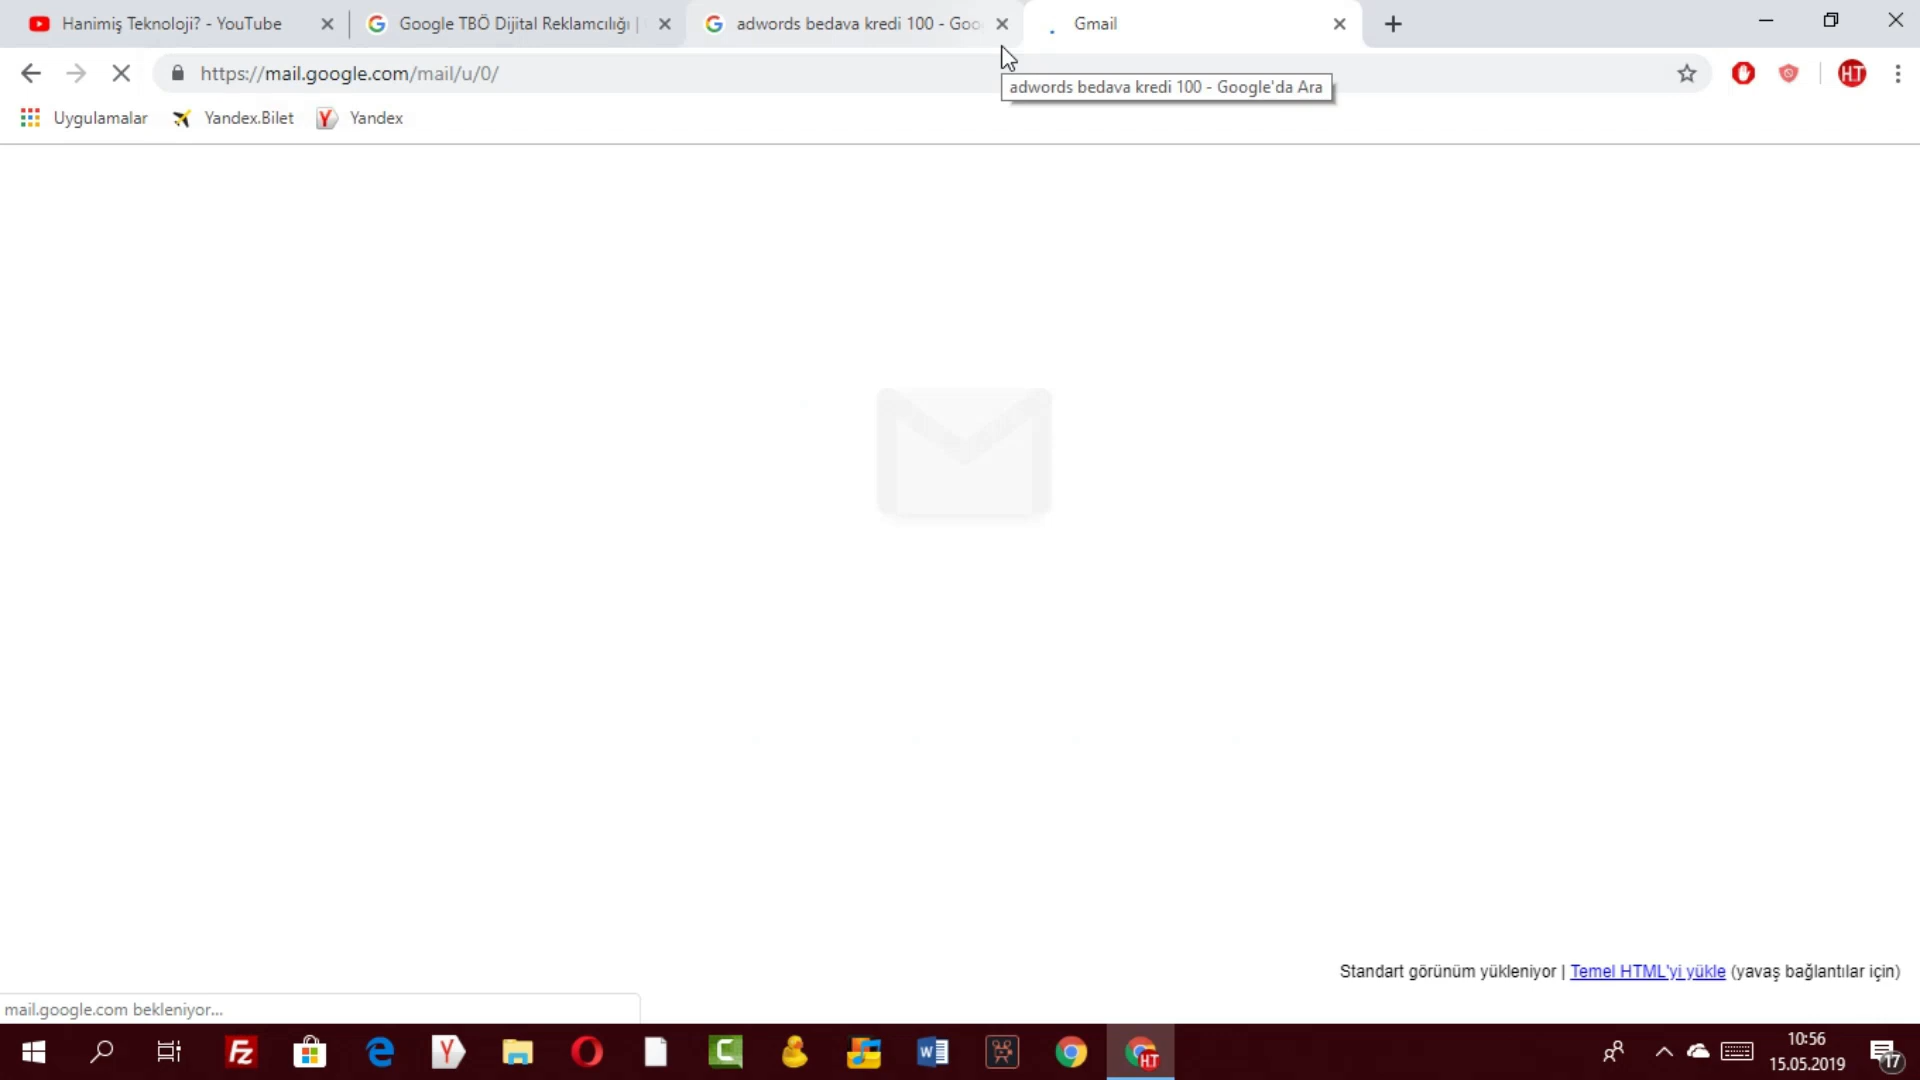 Hanimiş Teknoloji? - YouTube
Google TBÖ Dijital Reklamcılığı |
adwords bedava kredi 100 - Goo
Gmail
https://mail.google.com/mail/u/0/
HT
adwords bedava kredi 100 - Google'da Ara
Uygulamalar
Yandex.Bilet
Yandex
Standart görünüm yükleniyor | Temel HTML'yi yükle (yavaş bağlantılar için)
mail.google.com bekleniyor...
10:56
15.05.2019
17